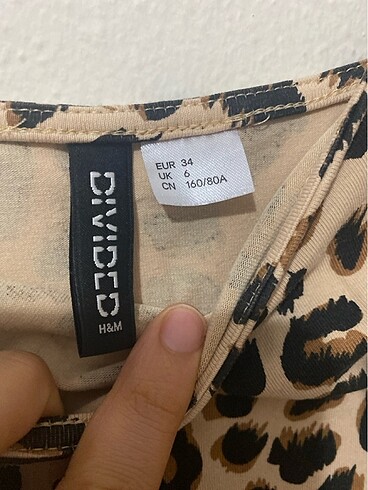 DIVIDED
H&M
EUR 34
UK 6
CN 160/80A